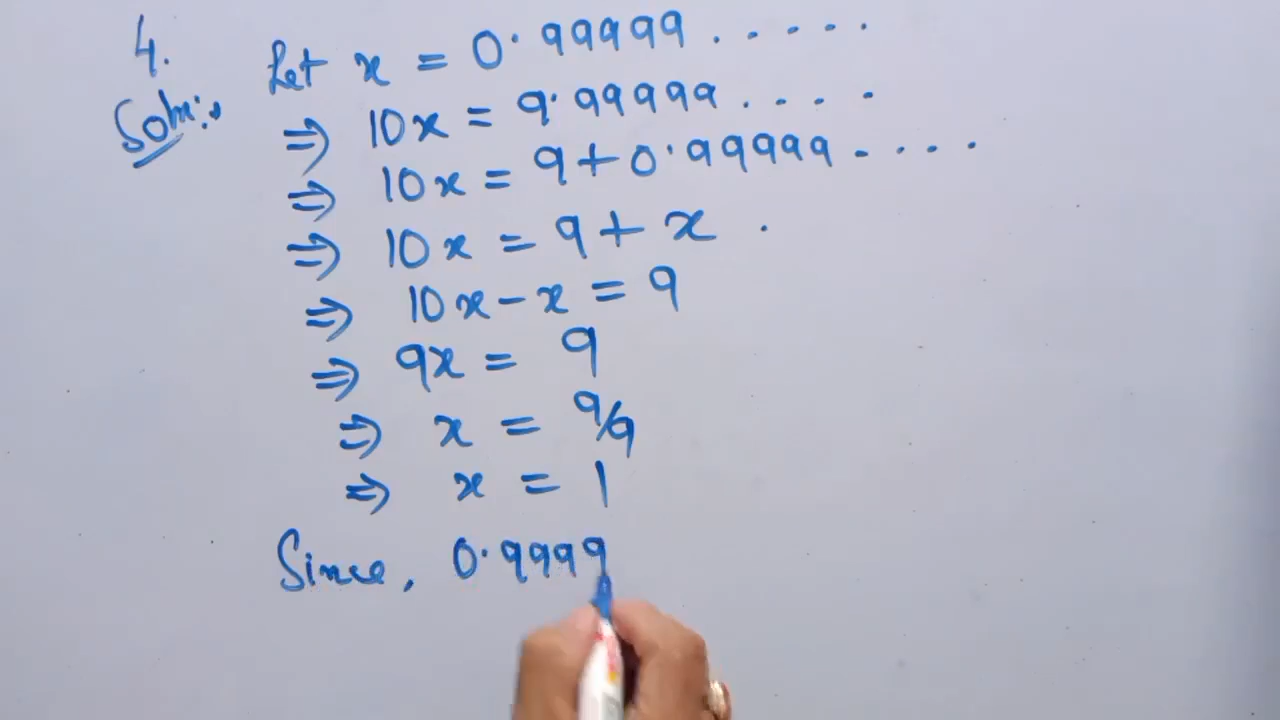 4.
Soln:
Let x = 0.99999.....
⇒ 10x = 9.99999....
⇒ 10x = 9+0.99999....
⇒ 10x = 9+ x .
⇒ 10x - x = 9
⇒ 9x = 9
⇒ x = 9/9
⇒ x = 1
Since, 0.9999